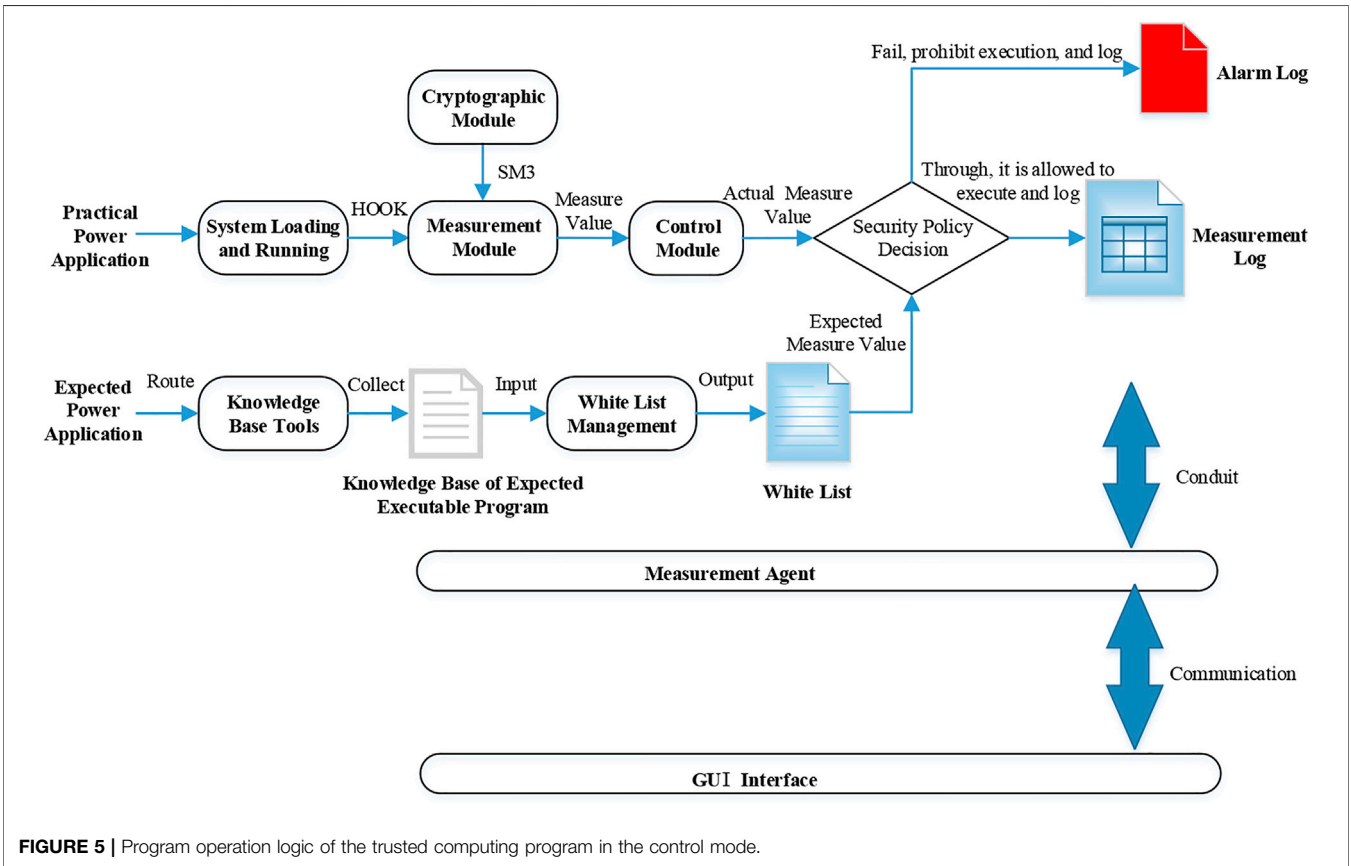 Fail, prohibit execution, and log
Alarm Log
Cryptographic
Module
SM3
Through, it is allowed to
execute and log
Practical
Power
Application
System Loading
and Running
HOOK
Measurement
Module
Measure
Value
Control
Module
Actual Measure
Value
Security Policy
Decision
Measurement
Log
Expected
Measure Value
Expected
Power
Application
Route
Knowledge
Base Tools
Collect
Input
White List
Management
Output
Knowledge Base of Expected
Executable Program
White List
Conduit
Measurement Agent
Communication
GUI Interface
FIGURE 5 | Program operation logic of the trusted computing program in the control mode.